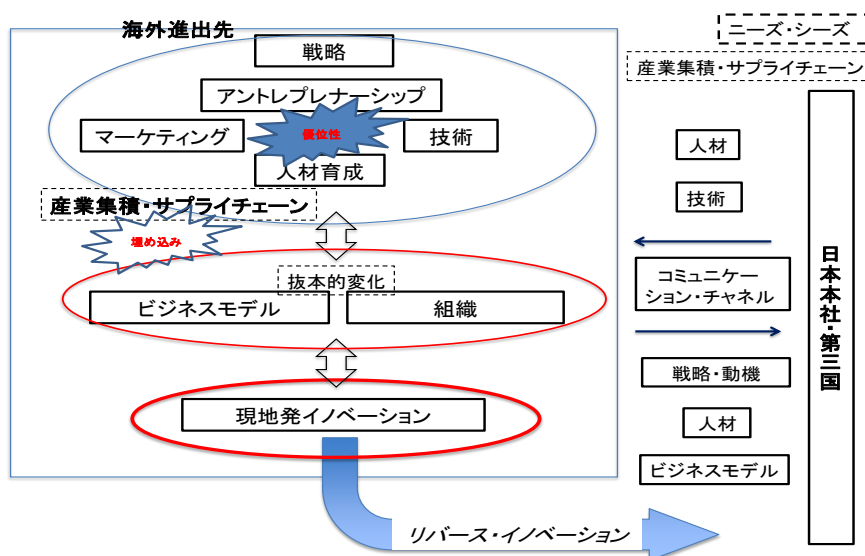 海外進出先
戦略
アントレプレナーシップ
マーケティング
優位性
技術
人材育成
産業集積・サプライチェーン
埋め込み
抜本的変化
ビジネスモデル
組織
現地発イノベーション
リバース・イノベーション
ニーズ・シーズ
産業集積・サプライチェーン
人材
技術
コミュニケー
ション・チャネル
戦略・動機
人材
ビジネスモデル
日本本社・第三国